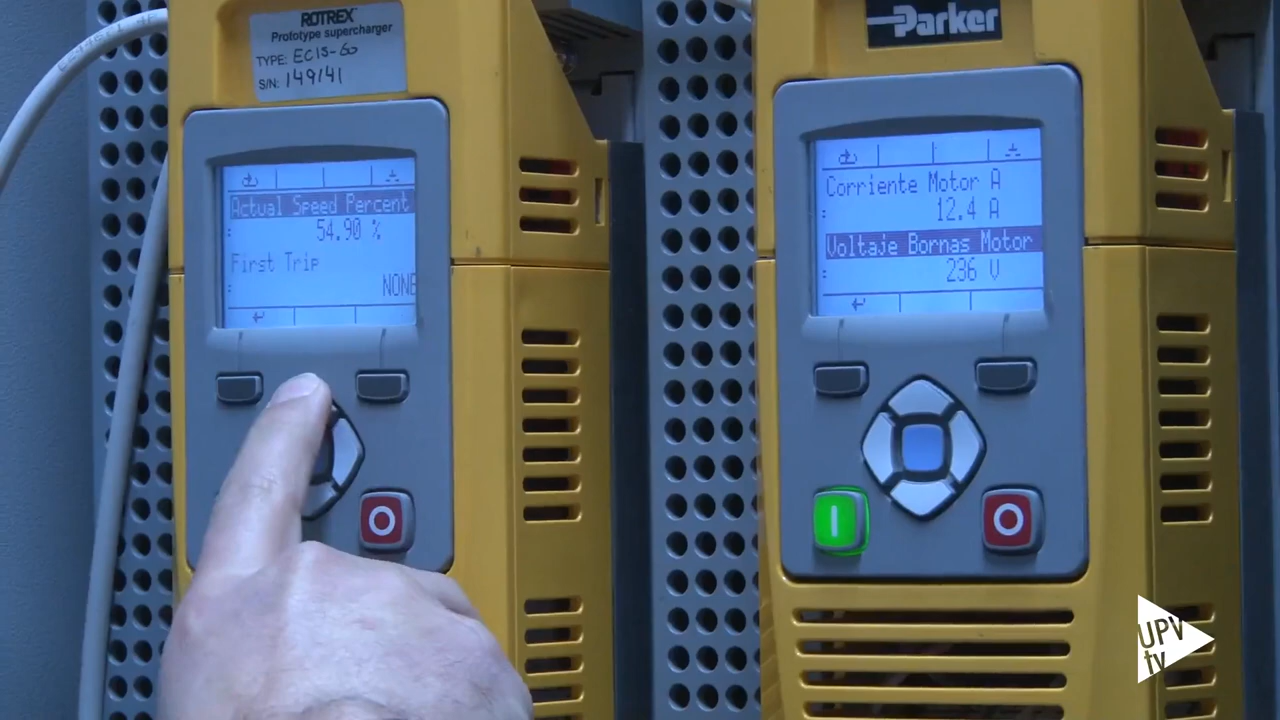 ROTREX
Prototype supercharger
TYPE: EC15-60
S/N: 149141
Actual Speed Percent
: 54.90 %
First Trip
: NONE
Parker
Corriente Motor A
: 12.4 A
Voltaje Bornas Motor
: 236 V
I
O
O
UPV
tv